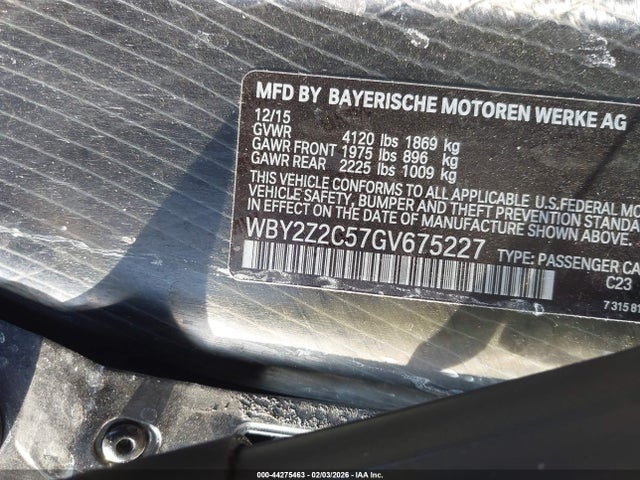 MFD BY BAYERISCHE MOTOREN WERKE AG
12/15
GVWR 4120 lbs 1869 kg
GAWR FRONT 1975 lbs 896 kg
GAWR REAR 2225 lbs 1009 kg
THIS VEHICLE CONFORMS TO ALL APPLICABLE U.S.FEDERAL MO
VEHICLE SAFETY, BUMPER AND THEFT PREVENTION STANDA
IN EFFECT ON THE DATE OF MANUFACTURE SHOWN ABOVE.
WBY2Z2C57GV675227 TYPE: PASSENGER CA
C23
7 315 81
000-44275463 - 02/03/2026 - IAA Inc.